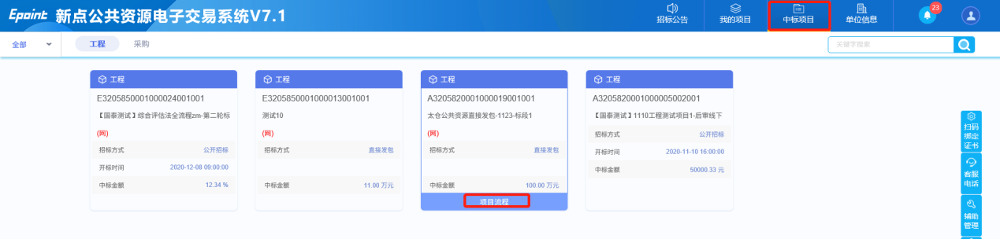 Epoint 新点公共资源电子交易系统V7.1
招标公告
我的项目
中标项目
单位信息
23
全部
工程
采购
关键字搜索
工程
E3205850001000024001001
【国泰测试】综合评估法全流程zm-第二轮标
(网)
招标方式 公开招标
开标时间 2020-12-08 09:00:00
中标金额 12.34 %
工程
E3205850001000013001001
测试10
(网)
招标方式 直接发包
中标金额 11.00 万元
工程
A3205820001000019001001
太仓公共资源直接发包-1123-标段1
(网)
招标方式 直接发包
中标金额 100.00 万元
项目流程
工程
A3205820001000005002001
【国泰测试】1110工程测试项目1-后审线下
招标方式 公开招标
开标时间 2020-11-10 16:00:00
中标金额 50000.33 元
扫码
绑定
证书
客服
电话
辅助
管理